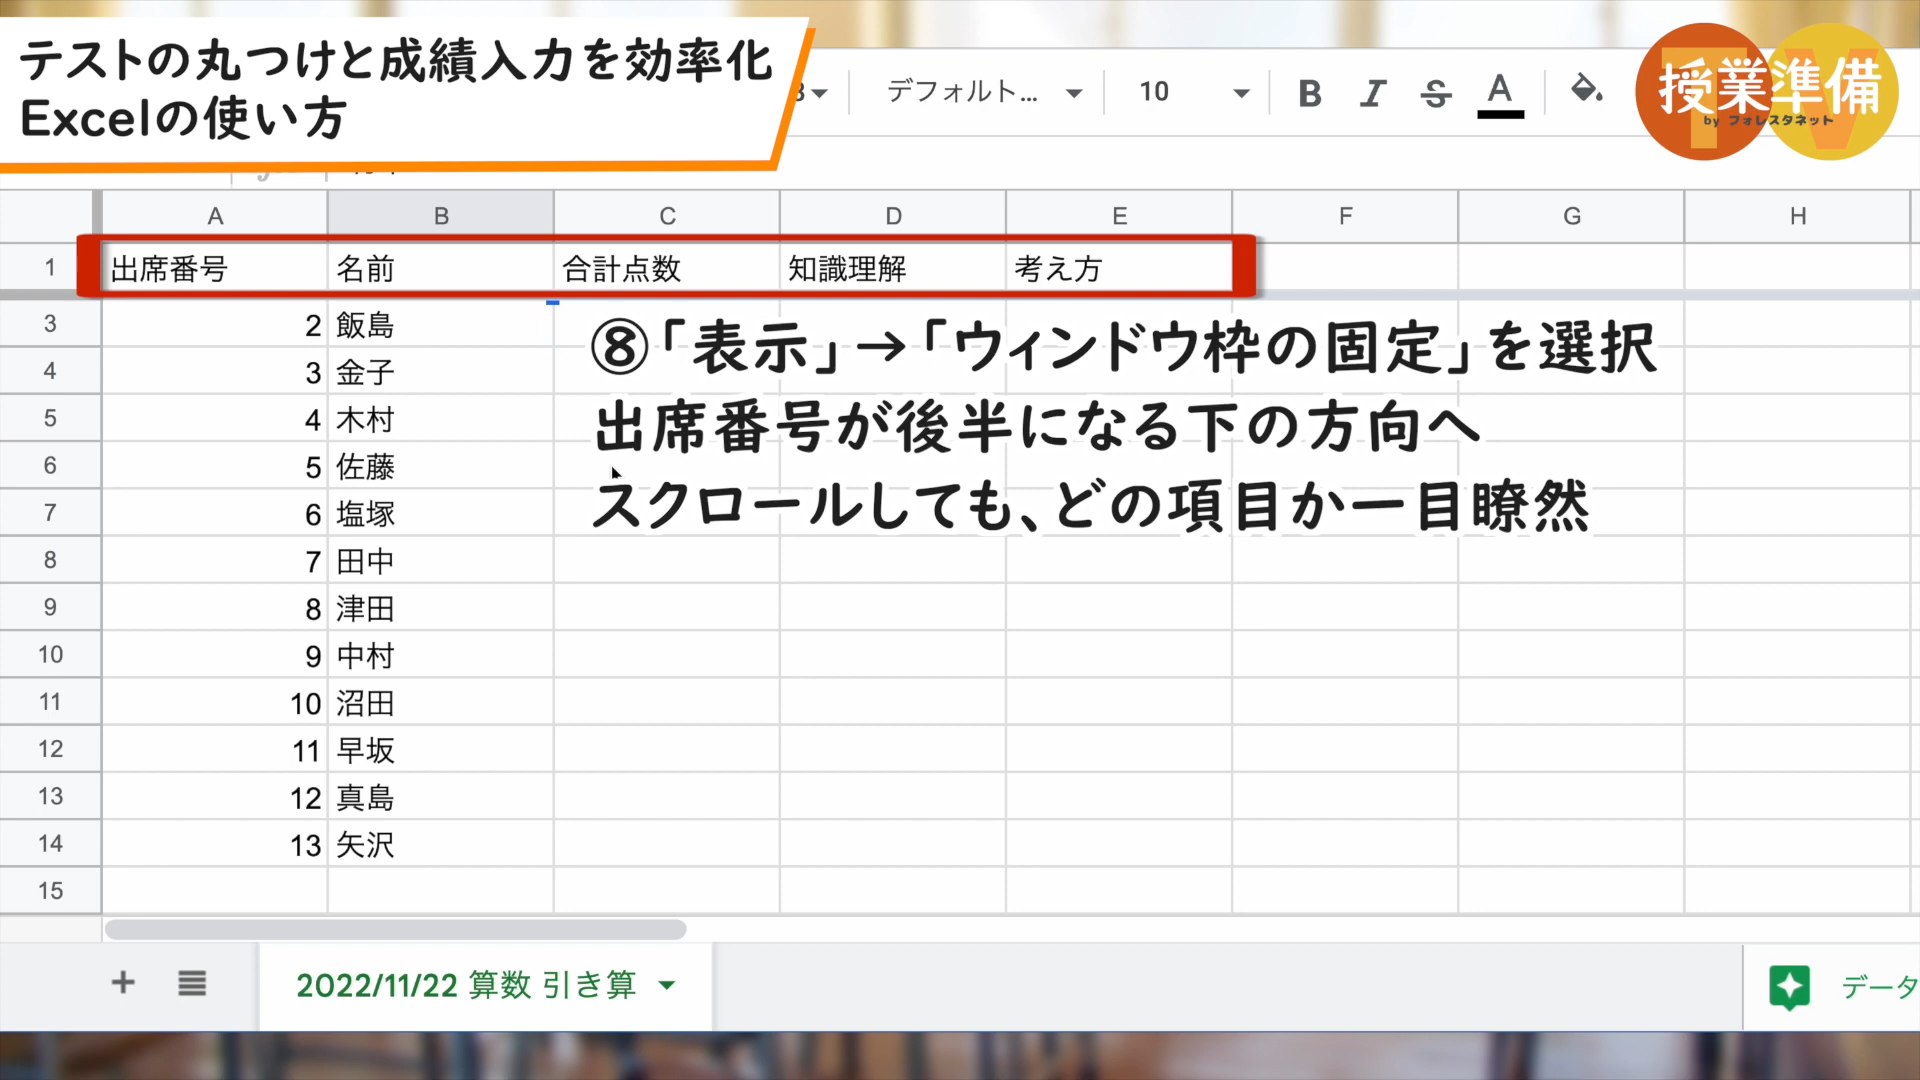 テストの丸つけと成績入力を効率化
Excelの使い方
デフォルト... 10 B I S A
授業準備
TV
by フォレスタネット
A B C D E F G H
1 出席番号 名前 合計点数 知識理解 考え方
3 2 飯島
4 3 金子
5 4 木村
6 5 佐藤
7 6 塩塚
8 7 田中
9 8 津田
10 9 中村
11 10 沼田
12 11 早坂
13 12 真島
14 13 矢沢
15
⑧「表示」→「ウィンドウ枠の固定」を選択
出席番号が後半になる下の方向へ
スクロールしても、どの項目か一目瞭然
2022/11/22 算数 引き算
データ